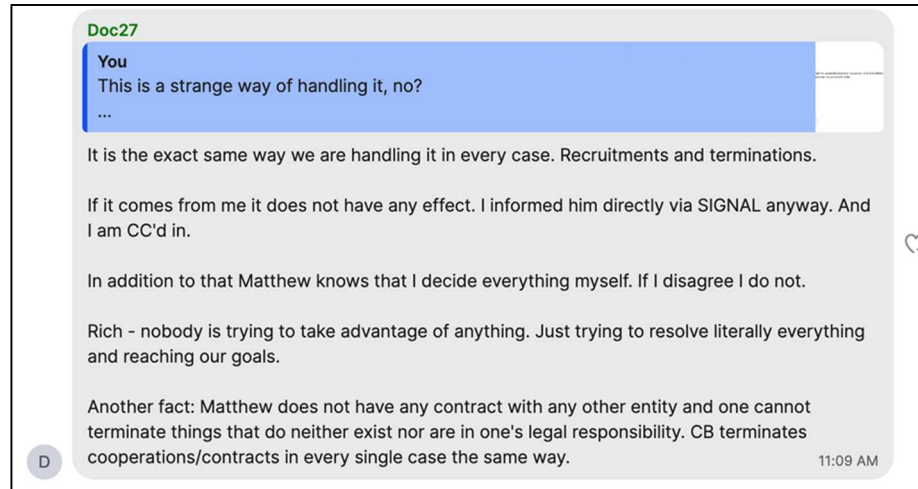 Doc27
You
This is a strange way of handling it, no?
...
It is the exact same way we are handling it in every case. Recruitments and terminations.
If it comes from me it does not have any effect. I informed him directly via SIGNAL anyway. And
I am CC'd in.
In addition to that Matthew knows that I decide everything myself. If I disagree I do not.
Rich - nobody is trying to take advantage of anything. Just trying to resolve literally everything
and reaching our goals.
Another fact: Matthew does not have any contract with any other entity and one cannot
terminate things that do neither exist nor are in one's legal responsibility. CB terminates
cooperations/contracts in every single case the same way.
11:09 AM
D